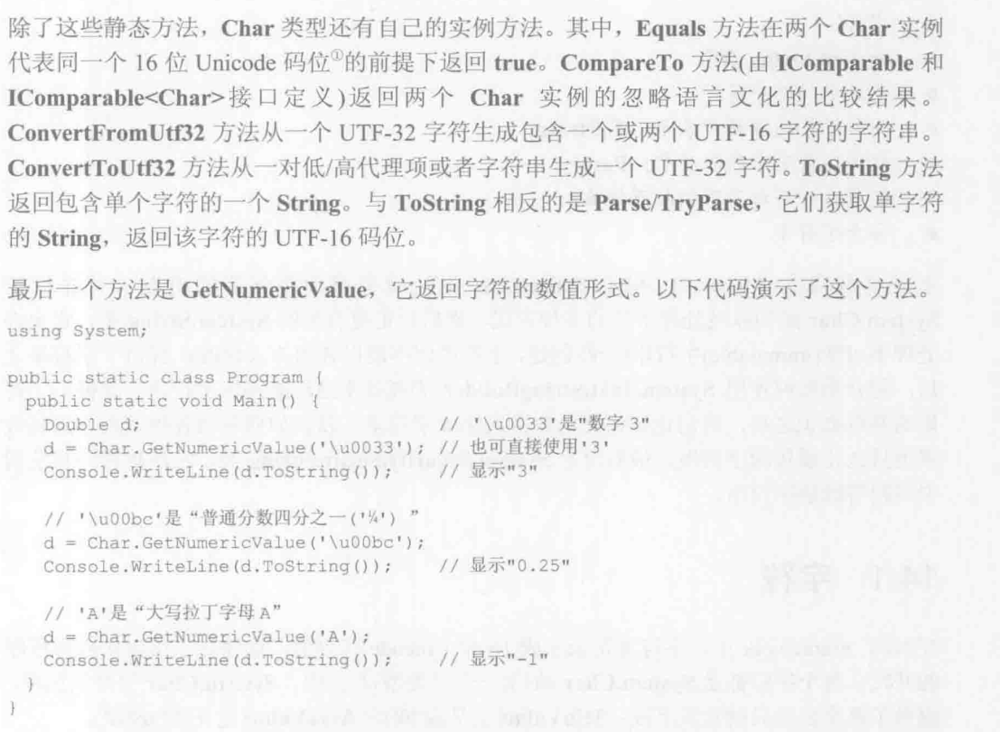 除了这些静态方法，Char 类型还有自己的实例方法。其中，Equals 方法在两个 Char 实例
代表同一个 16 位 Unicode 码位①的前提下返回 true。CompareTo 方法(由 IComparable 和
IComparable<Char>接口定义)返回两个 Char 实例的忽略语言文化的比较结果。
ConvertFromUtf32 方法从一个 UTF-32 字符生成包含一个或两个 UTF-16 字符的字符串。
ConvertToUtf32 方法从一对低/高代理项或者字符串生成一个 UTF-32 字符。ToString 方法
返回包含单个字符的一个 String。与 ToString 相反的是 Parse/TryParse，它们获取单字符
的 String，返回该字符的 UTF-16 码位。
最后一个方法是 GetNumericValue，它返回字符的数值形式。以下代码演示了这个方法。
using System;
public static class Program {
public static void Main() {
Double d; // '\u0033'是"数字 3"
d = Char.GetNumericValue('\u0033'); // 也可直接使用'3'
Console.WriteLine(d.ToString()); // 显示"3"
// '\u00bc'是“普通分数四分之一('¼') ”
d = Char.GetNumericValue('\u00bc');
Console.WriteLine(d.ToString()); // 显示"0.25"
// 'A'是“大写拉丁字母 A”
d = Char.GetNumericValue('A');
Console.WriteLine(d.ToString()); // 显示"-1"
}
}